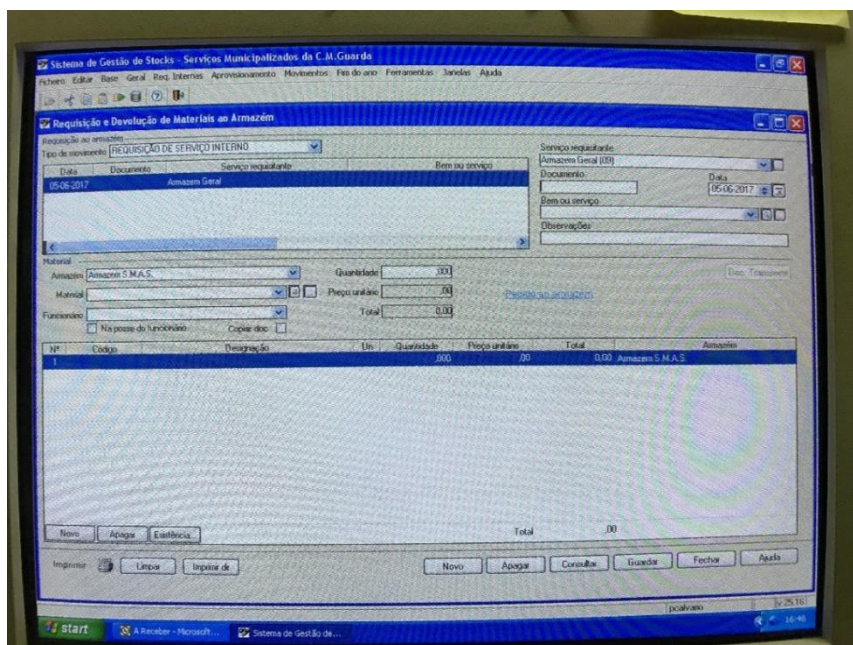 Sistema de Gestão de Stocks - Serviços Municipalizados da C.M.Guarda
Ficheiro Editar Base Geral Req. Internas Aprovisionamento Movimentos Fim do ano Ferramentas Janelas Ajuda
Requisição e Devolução de Materiais ao Armazém
Requisição ao armazém
Tipo de movimento REQUISIÇÃO DE SERVIÇO INTERNO
Data Documento Serviço requisitante Bem ou serviço
05-06-2017 Armazem Geral
Serviço requisitante
Armazem Geral (09)
Documento Data
05-06-2017
Bem ou serviço
Observações
Material
Armazém Armazem S.M.A.S. Quantidade ,000 Doc. Transporte
Material Preço unitário ,00 Pedido ao armazém
Funcionário Total 0,00
Na posse do funcionário Copiar doc
Nº Código Designação Un Quantidade Preço unitário Total Armazém
1 ,000 ,00 0,00 Armazem S.M.A.S.
Novo Apagar Existência... Total ,00
Imprimir Limpar Imprimir dir. Novo Apagar Consultar Guardar Fechar Ajuda
pcalvario v.25.16
start A Receber - Microsoft... Sistema de Gestão de... 16:46